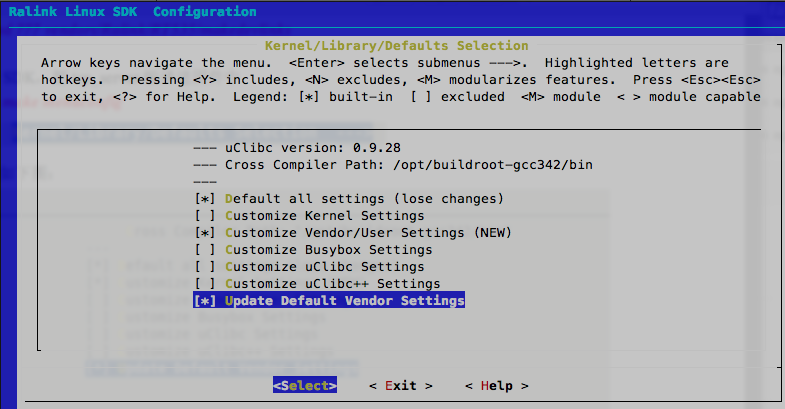 Ralink Linux SDK  Configuration
Kernel/Library/Defaults Selection
Arrow keys navigate the menu.  <Enter> selects submenus --->.  Highlighted letters are
hotkeys.  Pressing <Y> includes, <N> excludes, <M> modularizes features.  Press <Esc><Esc>
to exit, <?> for Help.  Legend: [*] built-in  [ ] excluded  <M> module  < > module capable
--- uClibc version: 0.9.28
--- Cross Compiler Path: /opt/buildroot-gcc342/bin
---
[*] Default all settings (lose changes)
[ ] Customize Kernel Settings
[*] Customize Vendor/User Settings (NEW)
[ ] Customize Busybox Settings
[ ] Customize uClibc Settings
[ ] Customize uClibc++ Settings
[*] Update Default Vendor Settings
<Select>    < Exit >    < Help >